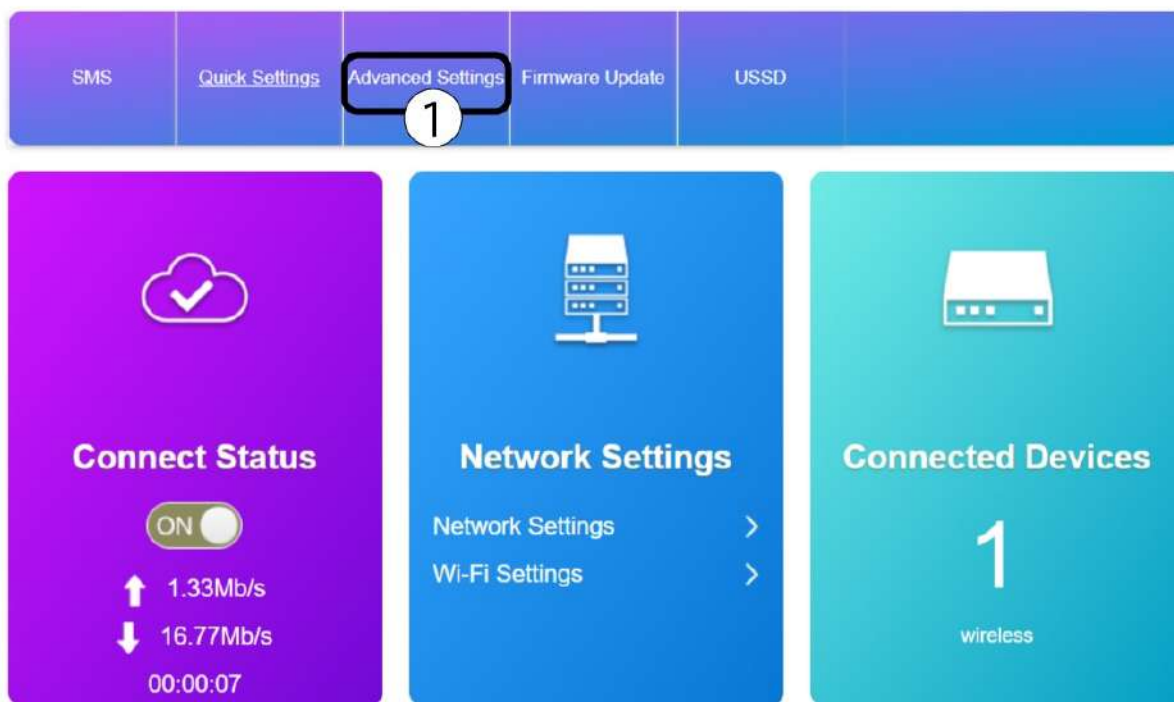 SMS
Quick Settings
Advanced Settings
Firmware Update
USSD
1
Connect Status
ON
1.33Mb/s
16.77Mb/s
00:00:07
Network Settings
Network Settings
Wi-Fi Settings
Connected Devices
1
wireless